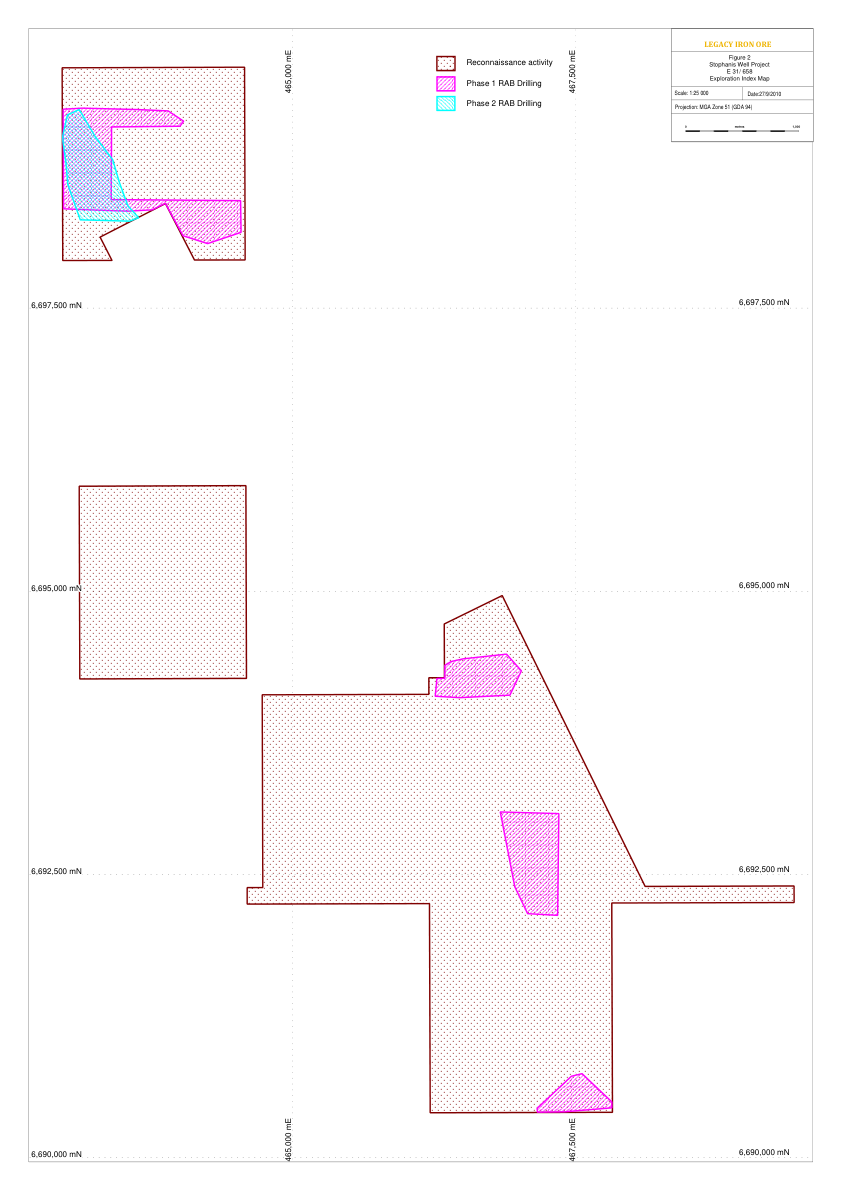 LEGACY IRON ORE
Figure 2
Stophanis Well Project
E 31/ 658
Exploration Index Map
Scale: 1:25 000
Date:27/9/2010
Projection: MGA Zone 51 (GDA 94)
0
metres
465,000 mE
467,500 mE
Reconnaissance activity
Phase 1 RAB Drilling
Phase 2 RAB Drilling
6,697,500 mN
6,697,500 mN
6,695,000 mN
6,695,000 mN
6,692,500 mN
6,692,500 mN
465,000 mE
467,500 mE
6,690,000 mN
6,690,000 mN